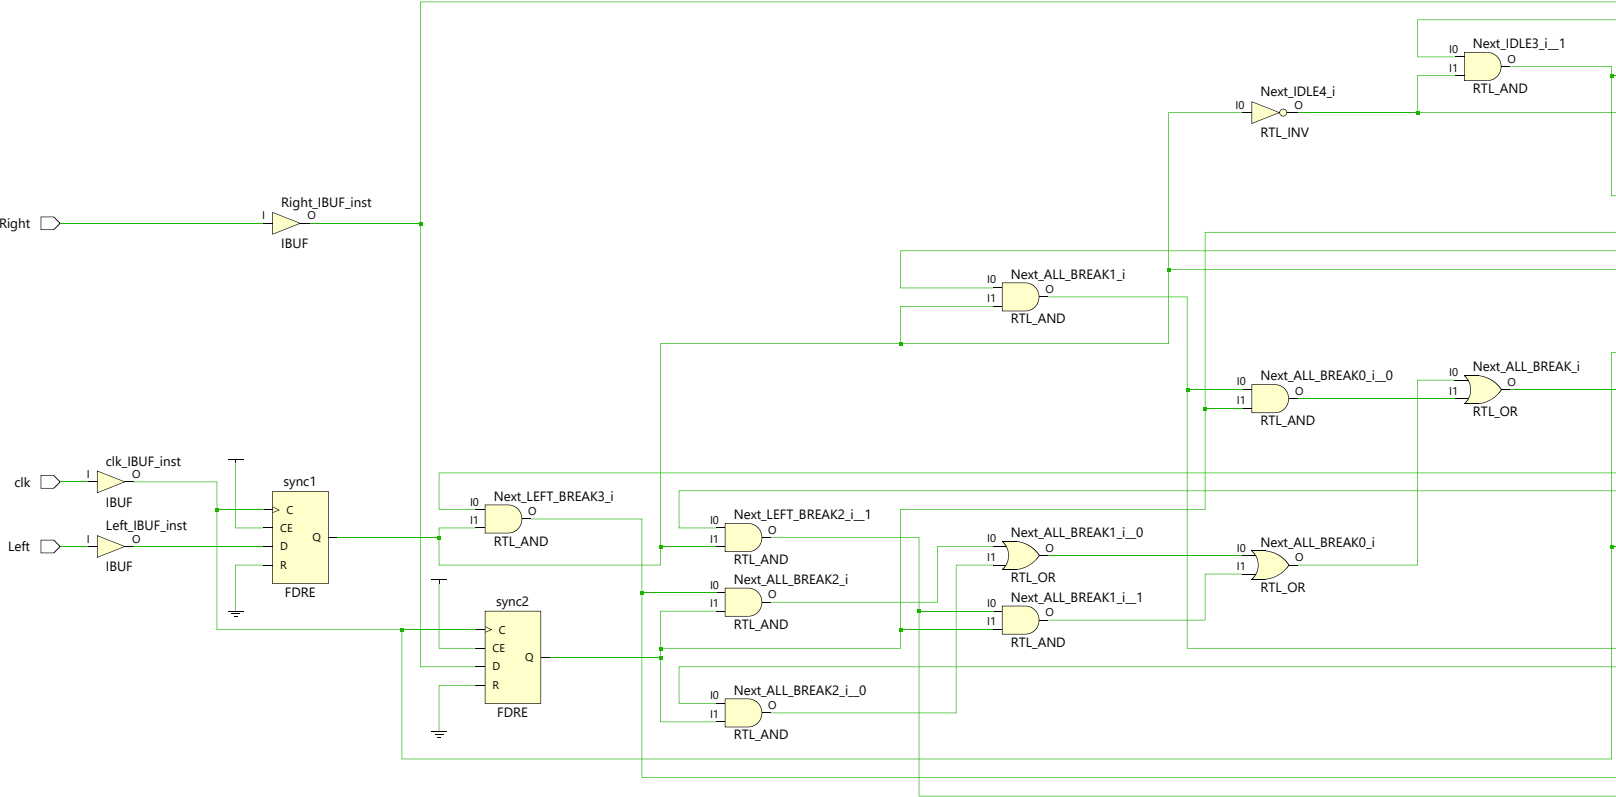 Next_IDLE3_i__1
I0
O
I1
RTL_AND
Next_IDLE4_i
I0
O
RTL_INV
Right_IBUF_inst
Right
I
O
IBUF
Next_ALL_BREAK1_i
I0
O
I1
RTL_AND
Next_ALL_BREAK0_i__0
I0
O
I1
RTL_AND
Next_ALL_BREAK_i
I0
O
I1
RTL_OR
clk_IBUF_inst
clk
I
O
IBUF
Left_IBUF_inst
Left
I
O
IBUF
sync1
C
CE
D
Q
R
FDRE
Next_LEFT_BREAK3_i
I0
O
I1
RTL_AND
Next_LEFT_BREAK2_i__1
I0
O
I1
RTL_AND
Next_ALL_BREAK1_i__0
I0
O
I1
RTL_OR
Next_ALL_BREAK0_i
I0
O
I1
RTL_OR
Next_ALL_BREAK2_i
I0
O
I1
RTL_AND
Next_ALL_BREAK1_i__1
I0
O
I1
RTL_AND
sync2
C
CE
Q
D
R
FDRE
Next_ALL_BREAK2_i__0
I0
O
I1
RTL_AND